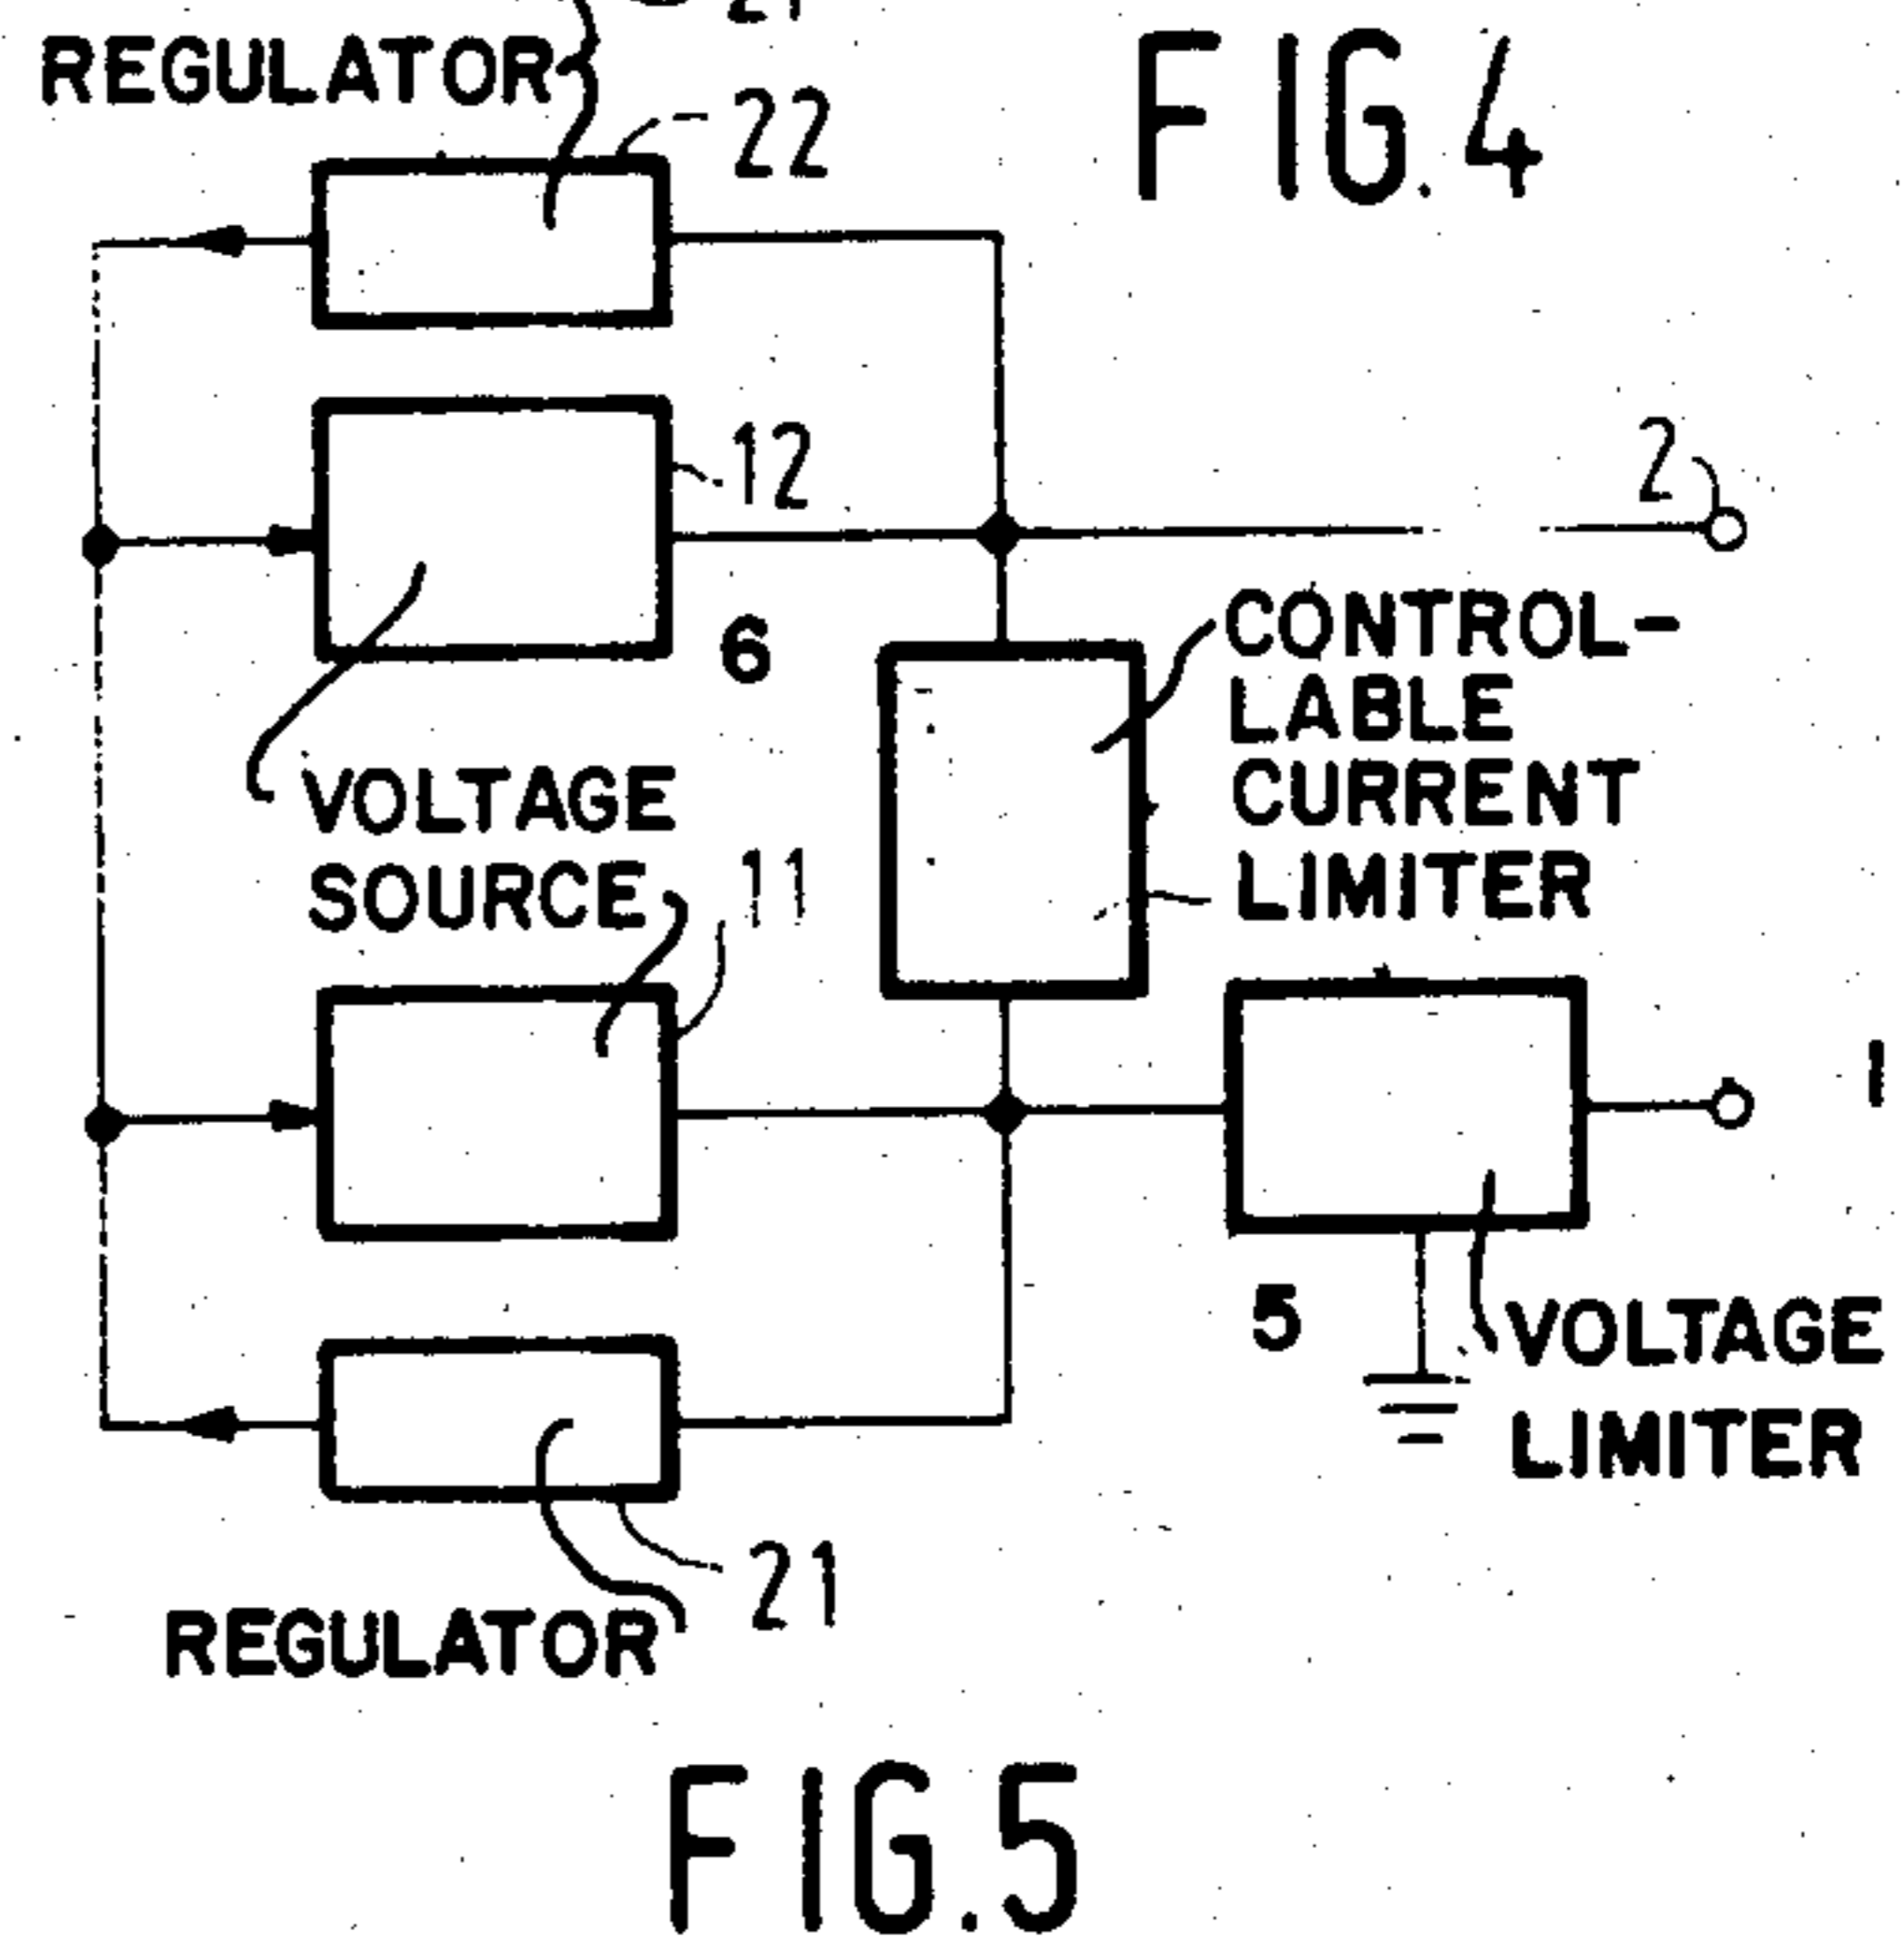 21
REGULATOR
22
FIG.4
12
2
6
CONTROL-
LABLE
CURRENT
LIMITER
VOLTAGE
SOURCE
11
1
5
VOLTAGE
LIMITER
21
REGULATOR
FIG.5